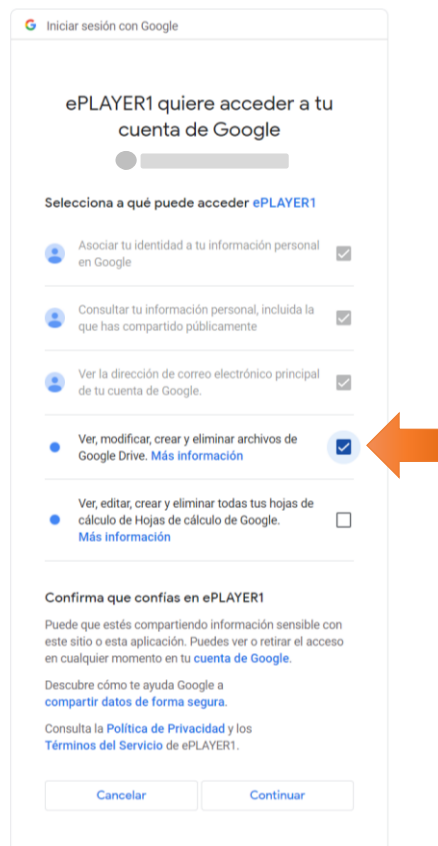 Iniciar sesión con Google
ePLAYER1 quiere acceder a tu
cuenta de Google
Selecciona a qué puede acceder ePLAYER1
Asociar tu identidad a tu información personal
en Google
Consultar tu información personal, incluida la
que has compartido públicamente
Ver la dirección de correo electrónico principal
de tu cuenta de Google.
Ver, modificar, crear y eliminar archivos de
Google Drive. Más información
Ver, editar, crear y eliminar todas tus hojas de
cálculo de Hojas de cálculo de Google.
Más información
Confirma que confías en ePLAYER1
Puede que estés compartiendo información sensible con
este sitio o esta aplicación. Puedes ver o retirar el acceso
en cualquier momento en tu cuenta de Google.
Descubre cómo te ayuda Google a
compartir datos de forma segura.
Consulta la Política de Privacidad y los
Términos del Servicio de ePLAYER1.
Cancelar
Continuar